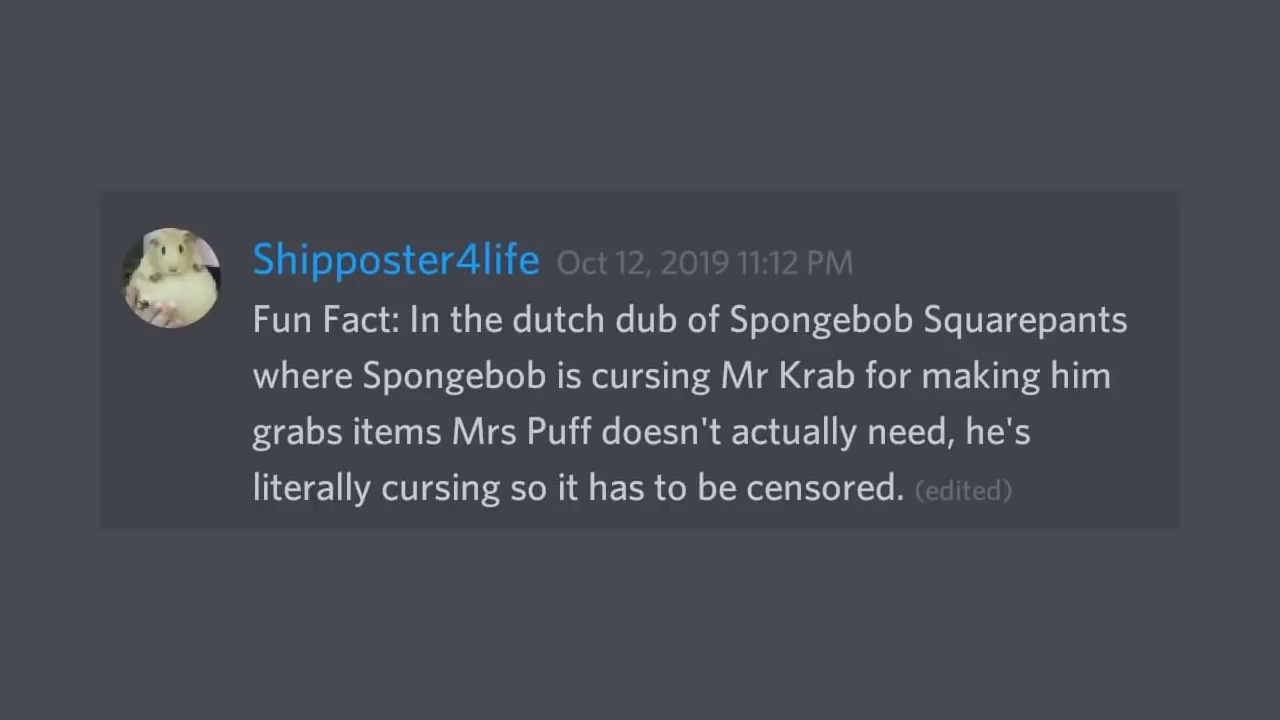 Shipposter4life Oct 12, 2019 11:12 PM
Fun Fact: In the dutch dub of Spongebob Squarepants
where Spongebob is cursing Mr Krab for making him
grabs items Mrs Puff doesn't actually need, he's
literally cursing so it has to be censored. (edited)